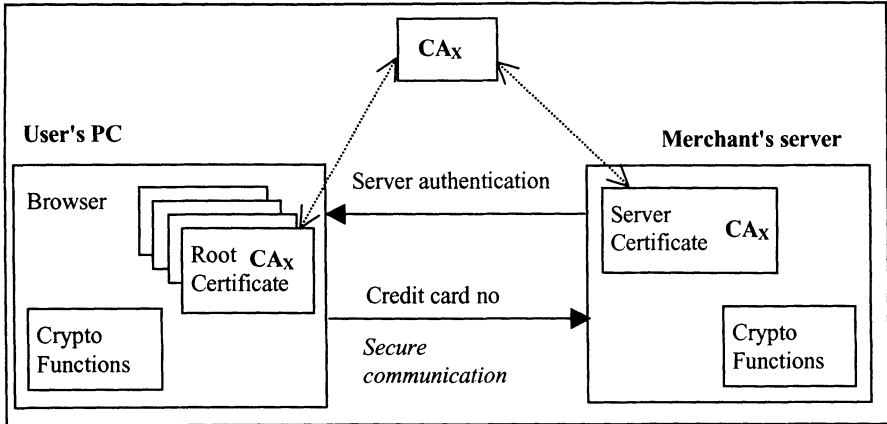 CAX
User's PC
Merchant's server
Browser
Server authentication
Server
Certificate CAX
Root CAX
Certificate
Credit card no
Crypto
Functions
Secure
communication
Crypto
Functions